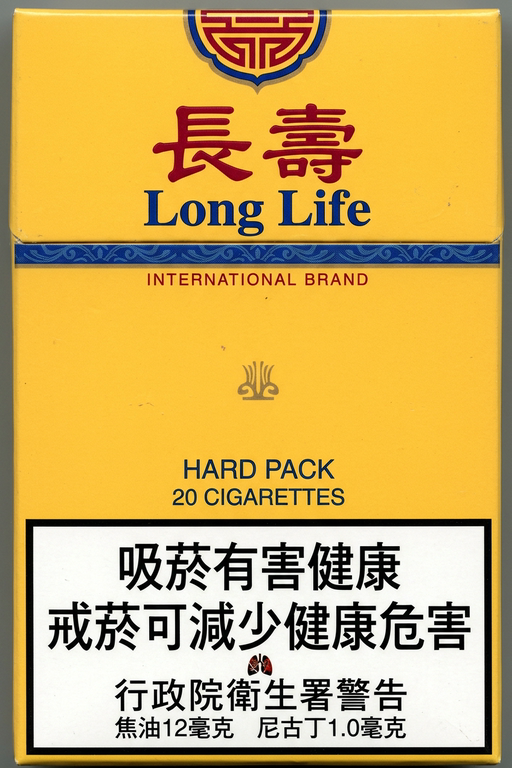 長壽
Long Life
INTERNATIONAL BRAND
HARD PACK
20 CIGARETTES
吸菸有害健康
戒菸可減少健康危害
行政院衛生署警告
焦油12毫克　尼古丁1.0毫克